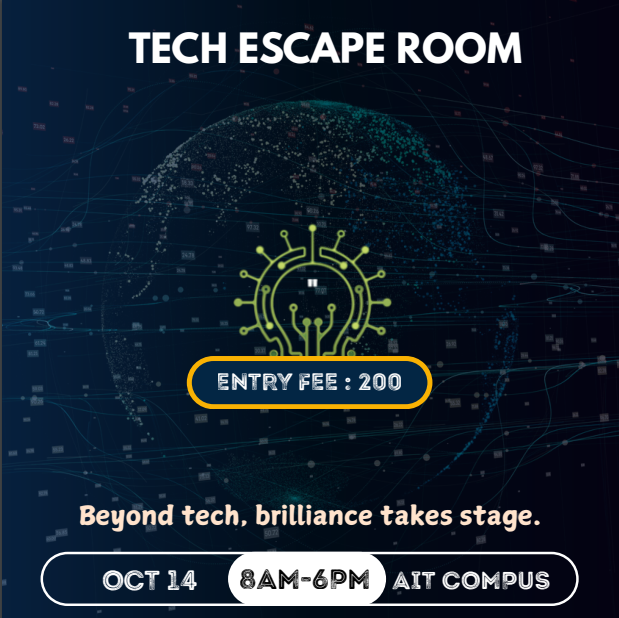 TECH ESCAPE ROOM
ENTRY FEE : 200
Beyond tech, brilliance takes stage.
OCT 14 8AM-6PM AIT COMPUS